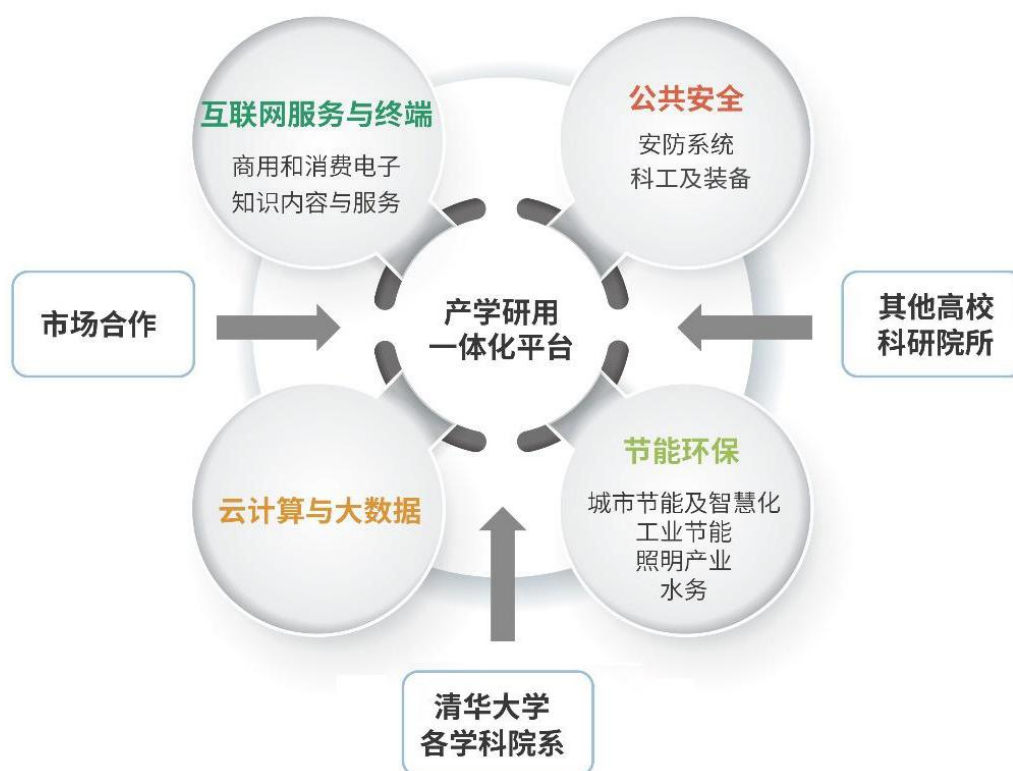 互联网服务与终端
商用和消费电子
知识内容与服务
公共安全
安防系统
科工及装备
市场合作
产学研用
一体化平台
其他高校
科研院所
云计算与大数据
节能环保
城市节能及智慧化
工业节能
照明产业
水务
清华大学
各学科院系